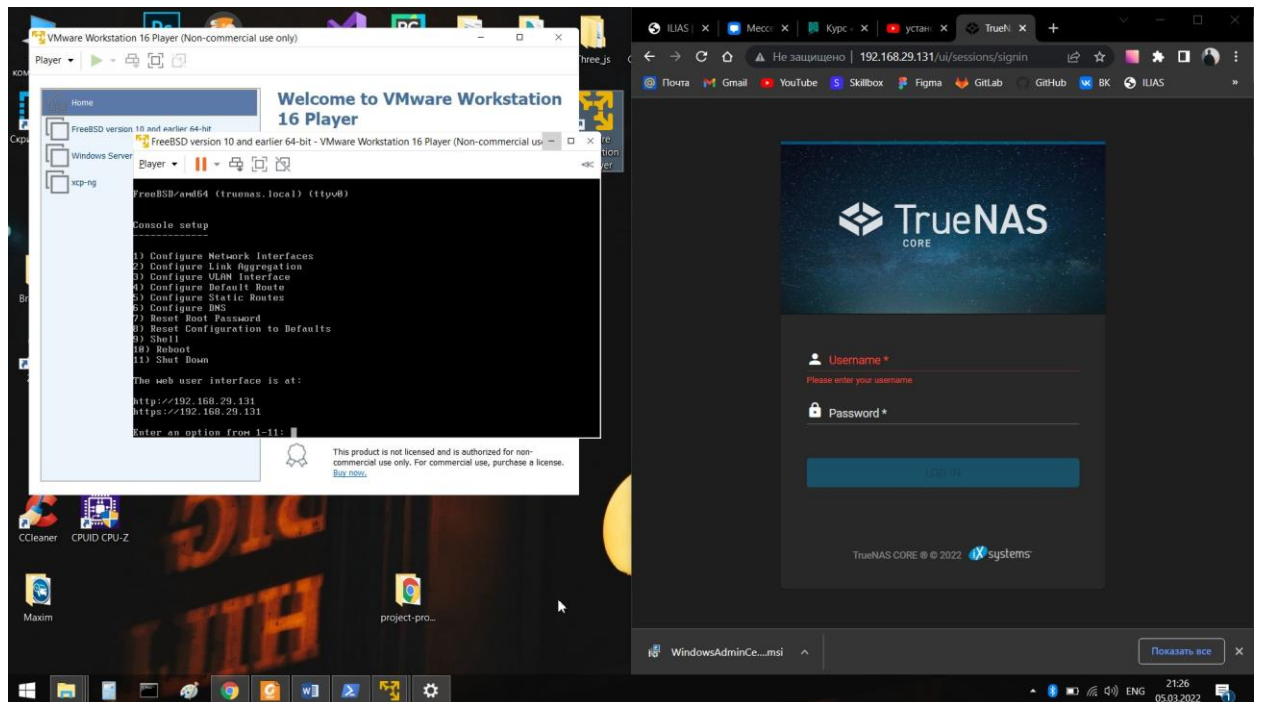 VMware Workstation 16 Player (Non-commercial use only)
Player
Home
FreeBSD version 10 and earlier 64-bit
Windows Server
xcp-ng
Welcome to VMware Workstation
16 Player
FreeBSD version 10 and earlier 64-bit - VMware Workstation 16 Player (Non-commercial us
Player
FreeBSD/amd64 (truenas.local) (ttyv0)
Console setup
-------------
1) Configure Network Interfaces
2) Configure Link Aggregation
3) Configure VLAN Interface
4) Configure Default Route
5) Configure Static Routes
6) Configure DNS
7) Reset Root Password
8) Reset Configuration to Defaults
9) Shell
10) Reboot
11) Shut Down
The web user interface is at:
http://192.168.29.131
https://192.168.29.131
Enter an option from 1-11:
This product is not licensed and is authorized for non-
commercial use only. For commercial use, purchase a license.
Buy now.
hree.js
CCleaner
CPUID CPU-Z
Maxim
project-pro...
ILIAS
Месс
Курс
устан
TrueN
Не защищено
192.168.29.131/ui/sessions/signin
Почта
Gmail
YouTube
Skillbox
Figma
GitLab
GitHub
ВК
ILIAS
»
TrueNAS
CORE
Username *
Please enter your username
Password *
LOG IN
TrueNAS CORE ® © 2022
iXsystems
WindowsAdminCe....msi
Показать все
ENG
21:26
05.03.2022